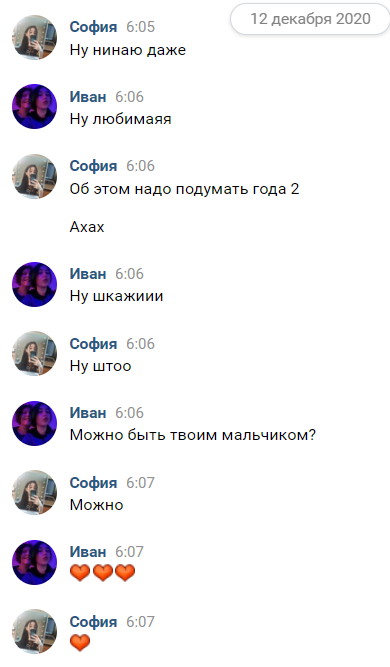 12 декабря 2020
София 6:05
Ну нинаю даже
Иван 6:06
Ну любимаяя
София 6:06
Об этом надо подумать года 2
Ахах
Иван 6:06
Ну шкажиии
София 6:06
Ну штоо
Иван 6:06
Можно быть твоим мальчиком?
София 6:07
Можно
Иван 6:07
❤❤❤
София 6:07
❤